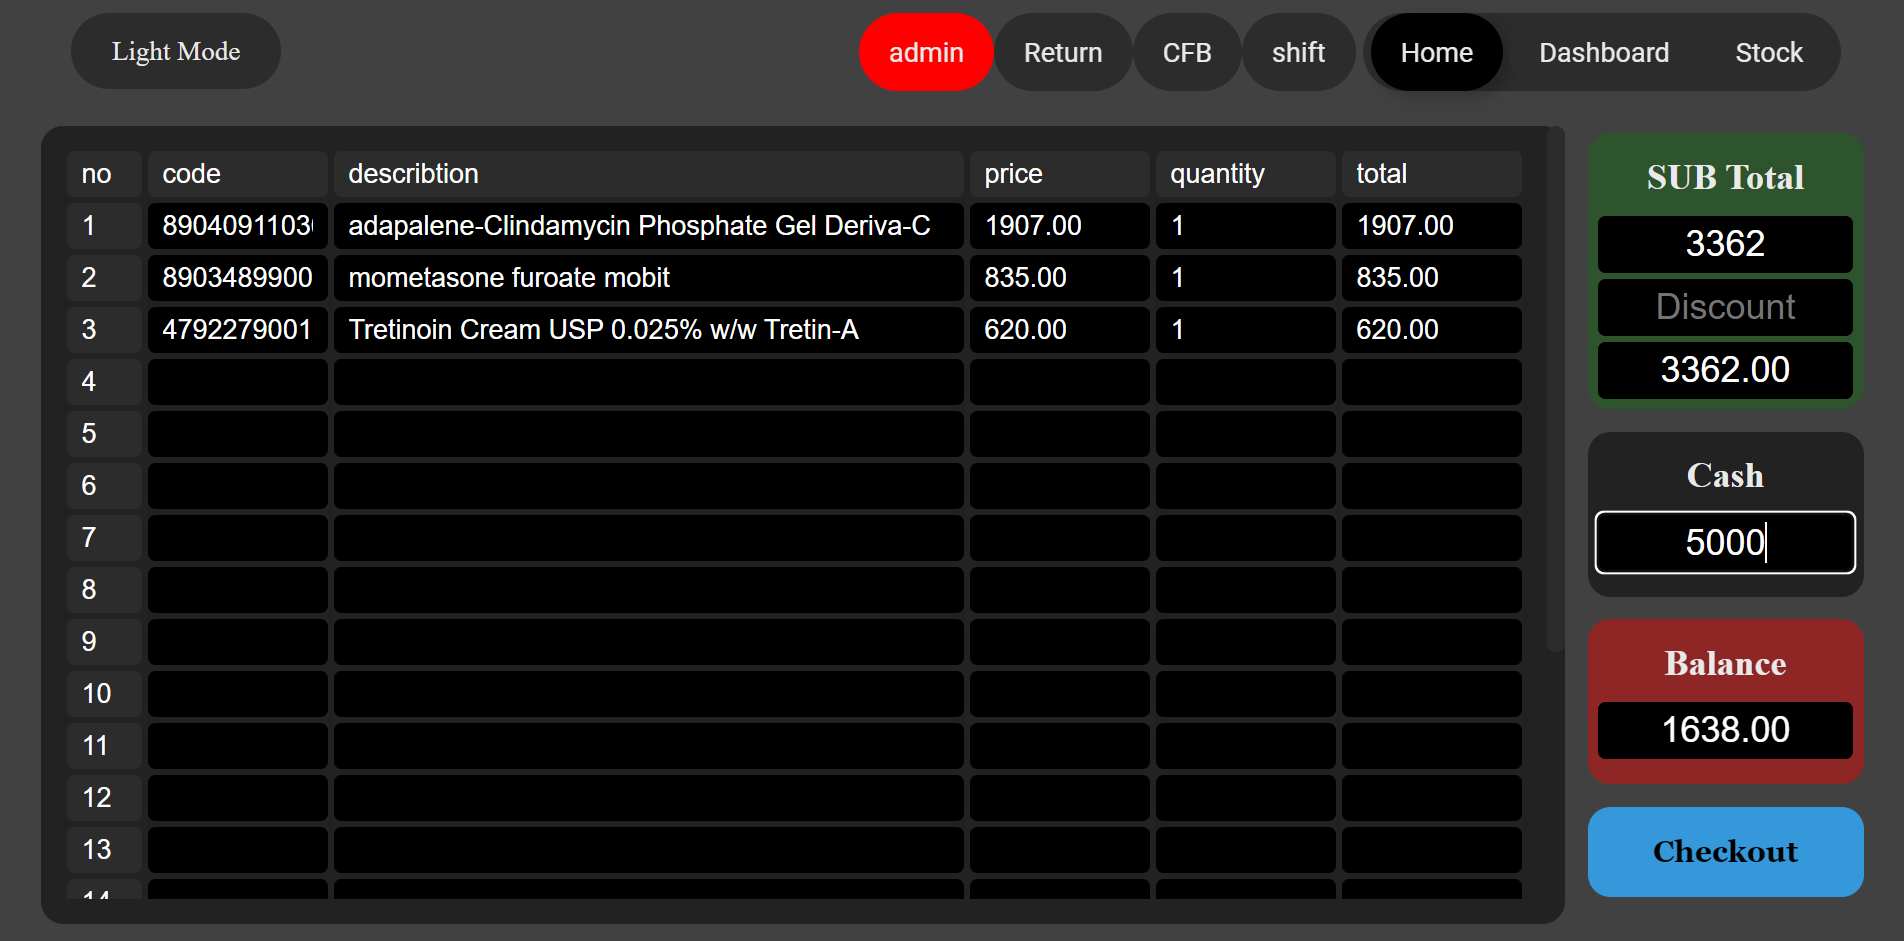 Light Mode admin Return CFB shift Home Dashboard Stock
no code describtion price quantity total
1 8904091103 adapalene-Clindamycin Phosphate Gel Deriva-C 1907.00 1 1907.00
2 8903489900 mometasone furoate mobit 835.00 1 835.00
3 4792279001 Tretinoin Cream USP 0.025% w/w Tretin-A 620.00 1 620.00
4
5
6
7
8
9
10
11
12
13
14
SUB Total
3362
Discount
3362.00
Cash
5000
Balance
1638.00
Checkout